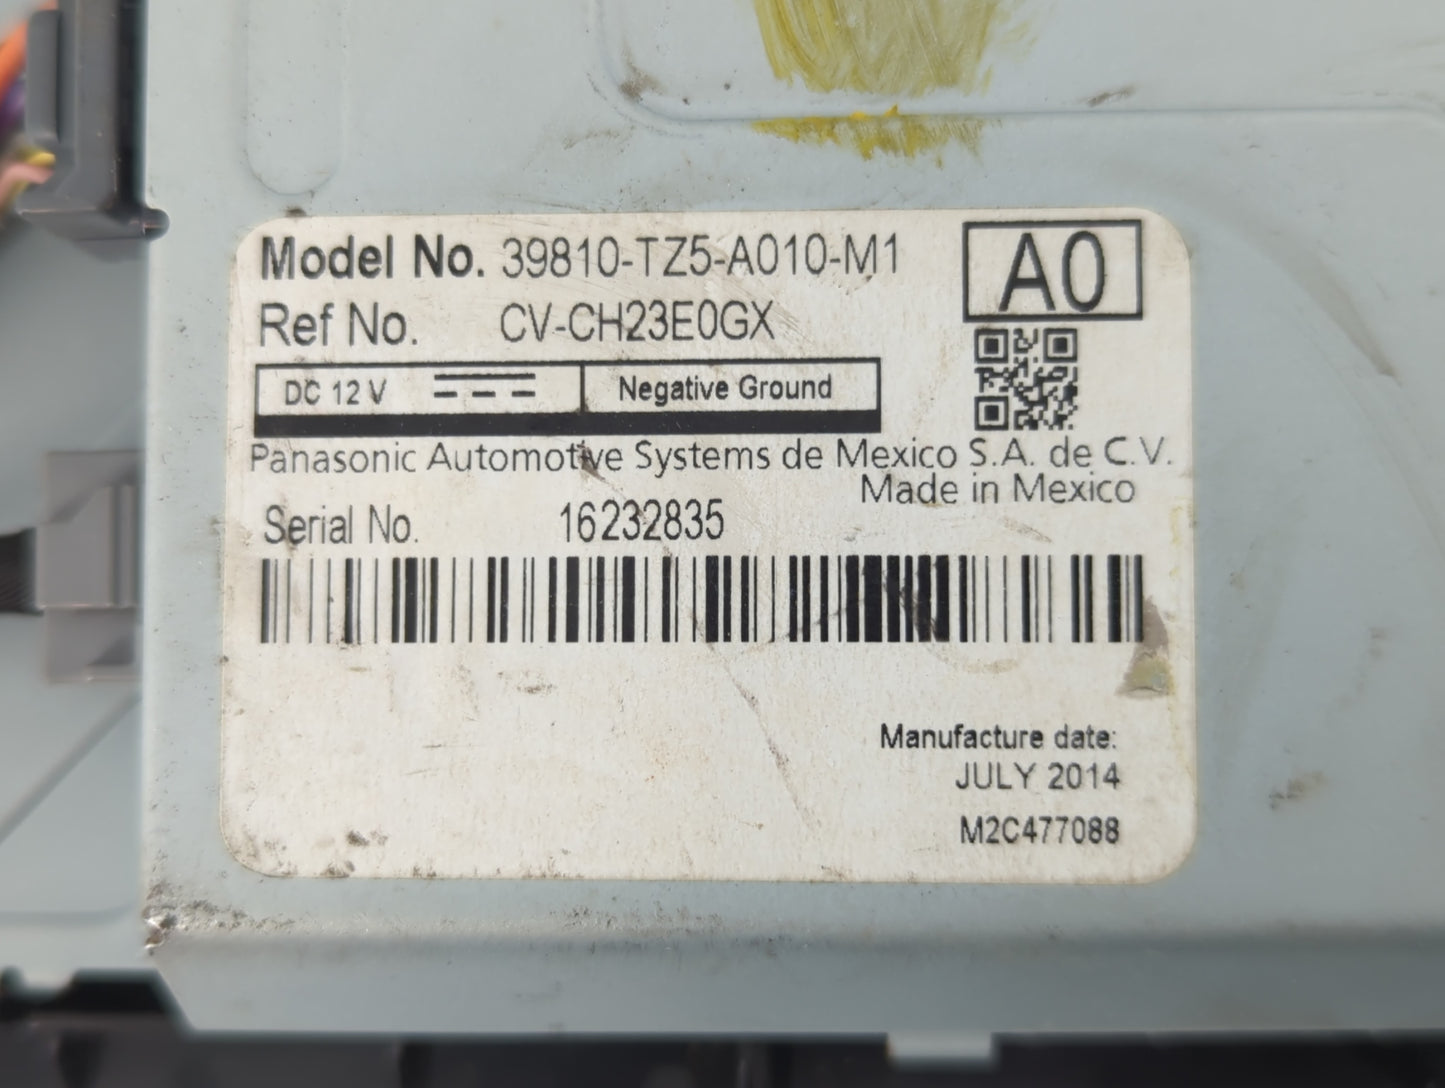 Model No. 39810-TZ5-A010-M1
A0
Ref No. CV-CH23E0GX
DC 12 V Negative Ground
Panasonic Automotive Systems de Mexico S.A. de C.V.
Made in Mexico
Serial No. 16232835
Manufacture date:
JULY 2014
M2C477088